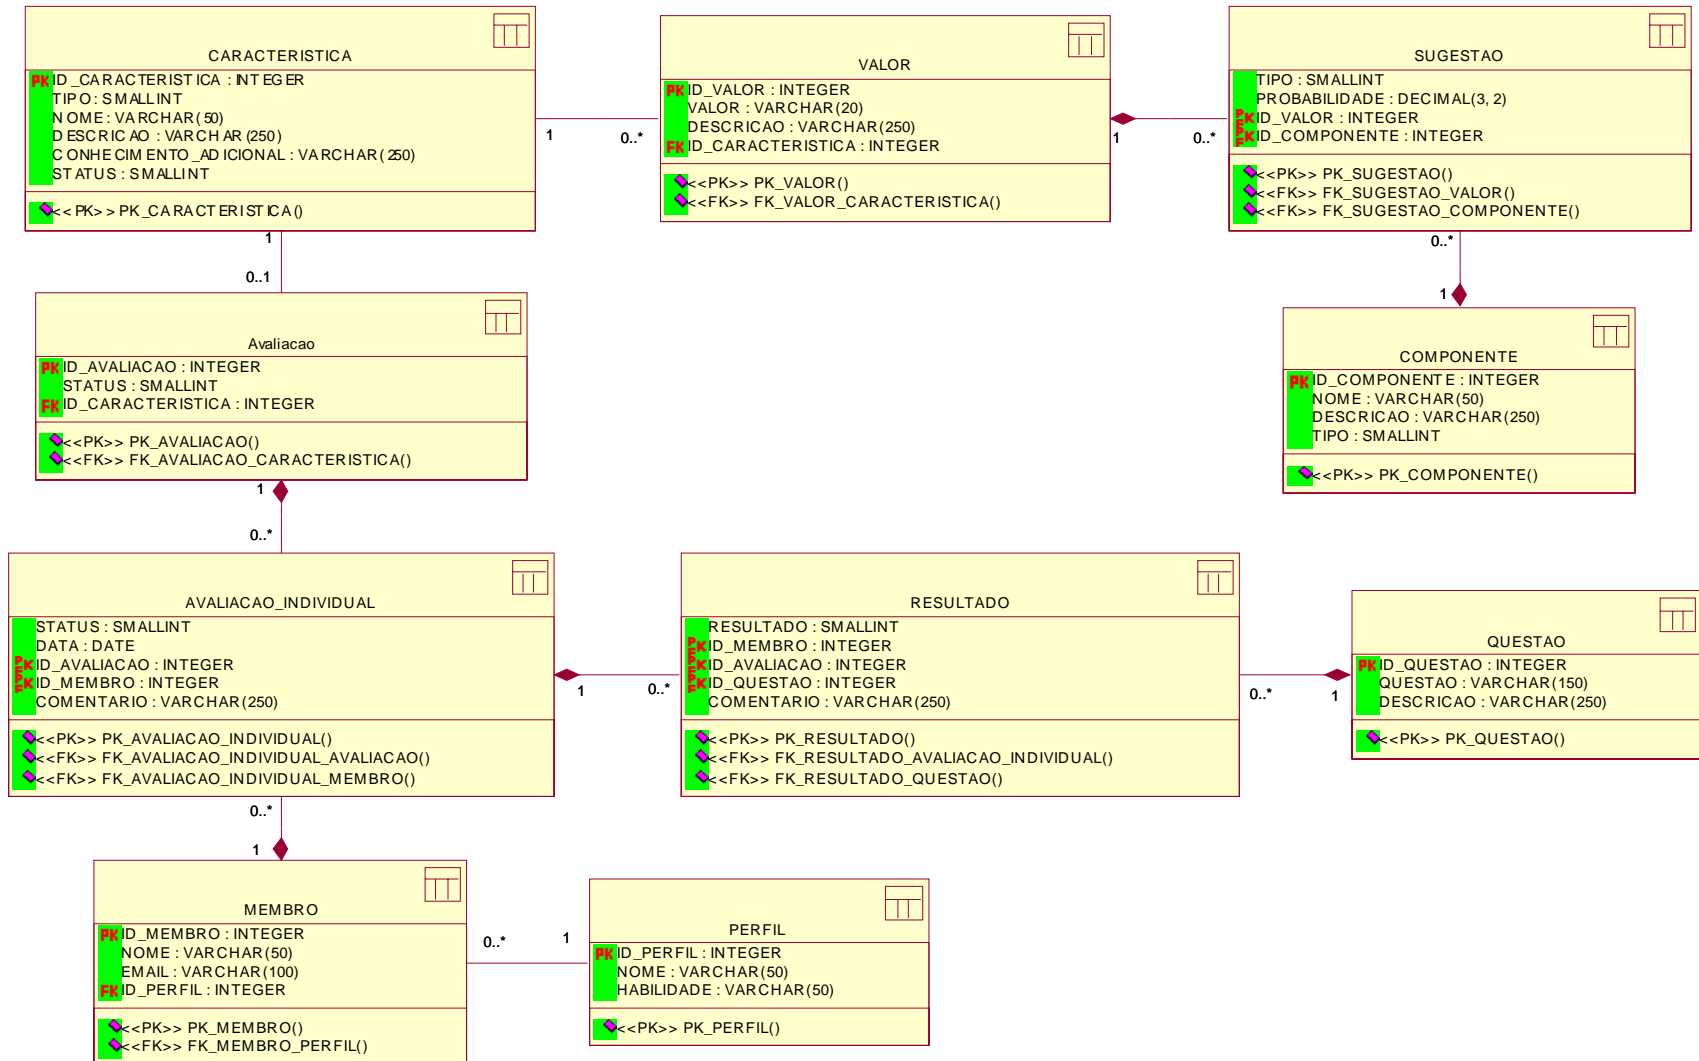 CARACTERISTICA
PK ID_CARACTERISTICA : INTEGER
TIPO : SMALLINT
NOME : VARCHAR(50)
DESCRICAO : VARCHAR(250)
CONHECIMENTO_ADICIONAL : VARCHAR(250)
STATUS : SMALLINT
<<PK>> PK_CARACTERISTICA()
1
0..*
VALOR
PK ID_VALOR : INTEGER
VALOR : VARCHAR(20)
DESCRICAO : VARCHAR(250)
FK ID_CARACTERISTICA : INTEGER
<<PK>> PK_VALOR()
<<FK>> FK_VALOR_CARACTERISTICA()
1
0..*
SUGESTAO
TIPO : SMALLINT
PROBABILIDADE : DECIMAL(3, 2)
ID_VALOR : INTEGER
ID_COMPONENTE : INTEGER
<<PK>> PK_SUGESTAO()
<<FK>> FK_SUGESTAO_VALOR()
<<FK>> FK_SUGESTAO_COMPONENTE()
1
0..1
0..*
1
Avaliacao
PK ID_AVALIACAO : INTEGER
STATUS : SMALLINT
FK ID_CARACTERISTICA : INTEGER
<<PK>> PK_AVALIACAO()
<<FK>> FK_AVALIACAO_CARACTERISTICA()
COMPONENTE
PK ID_COMPONENTE : INTEGER
NOME : VARCHAR(50)
DESCRICAO : VARCHAR(250)
TIPO : SMALLINT
<<PK>> PK_COMPONENTE()
1
0..*
AVALIACAO_INDIVIDUAL
STATUS : SMALLINT
DATA : DATE
ID_AVALIACAO : INTEGER
ID_MEMBRO : INTEGER
COMENTARIO : VARCHAR(250)
<<PK>> PK_AVALIACAO_INDIVIDUAL()
<<FK>> FK_AVALIACAO_INDIVIDUAL_AVALIACAO()
<<FK>> FK_AVALIACAO_INDIVIDUAL_MEMBRO()
1
0..*
RESULTADO
RESULTADO : SMALLINT
ID_MEMBRO : INTEGER
ID_AVALIACAO : INTEGER
ID_QUESTAO : INTEGER
COMENTARIO : VARCHAR(250)
<<PK>> PK_RESULTADO()
<<FK>> FK_RESULTADO_AVALIACAO_INDIVIDUAL()
<<FK>> FK_RESULTADO_QUESTAO()
0..*
1
QUESTAO
PK ID_QUESTAO : INTEGER
QUESTAO : VARCHAR(150)
DESCRICAO : VARCHAR(250)
<<PK>> PK_QUESTAO()
0..*
1
MEMBRO
PK ID_MEMBRO : INTEGER
NOME : VARCHAR(50)
EMAIL : VARCHAR(100)
FK ID_PERFIL : INTEGER
<<PK>> PK_MEMBRO()
<<FK>> FK_MEMBRO_PERFIL()
0..*
1
PERFIL
PK ID_PERFIL : INTEGER
NOME : VARCHAR(50)
HABILIDADE : VARCHAR(50)
<<PK>> PK_PERFIL()